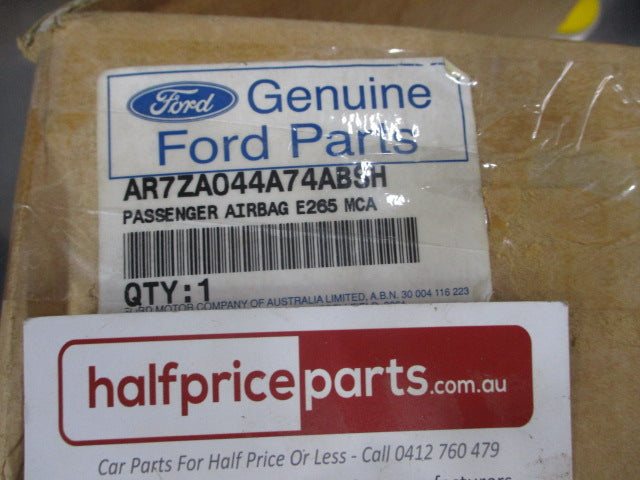 Ford Genuine
Ford Parts
AR7ZA044A74ABSH
PASSENGER AIRBAG E265 MCA
QTY:1
FORD MOTOR COMPANY OF AUSTRALIA LIMITED, A.B.N. 30 004 116 223
halfpriceparts.com.au
Car Parts For Half Price Or Less - Call 0412 760 479